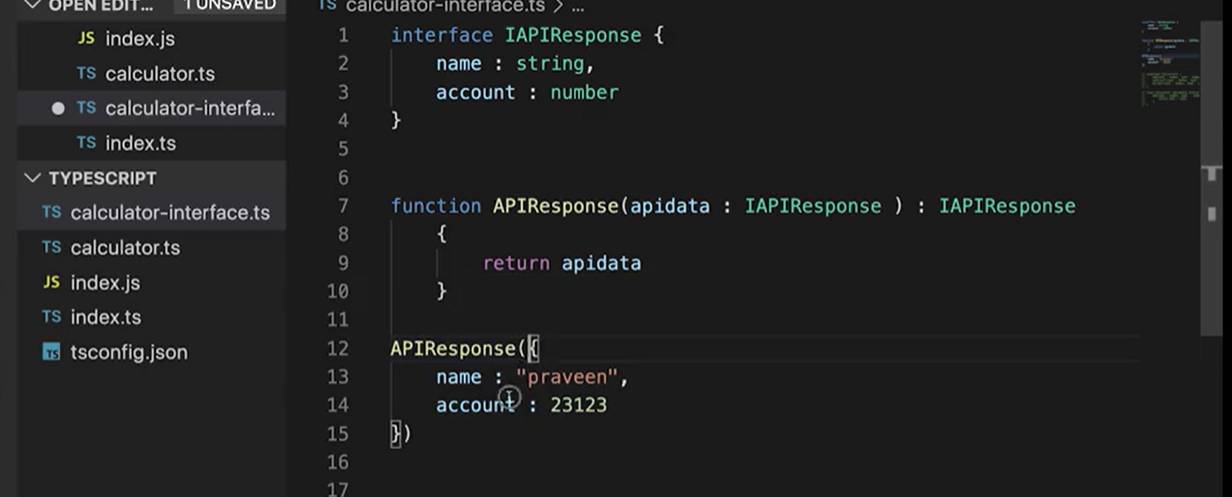 OPEN EDIT... 1 UNSAVED
JS index.js
TS calculator.ts
TS calculator-interfa...
TS index.ts
TYPESCRIPT
TS calculator-interface.ts
TS calculator.ts
JS index.js
TS index.ts
TS tsconfig.json
TS calculator-interface.ts > ...
1 interface IAPIResponse {
2 name : string,
3 account : number
4 }
5
6
7 function APIResponse(apidata : IAPIResponse ) : IAPIResponse
8 {
9 return apidata
10 }
11
12 APIResponse({
13 name : "praveen",
14 account : 23123
15 })
16
17